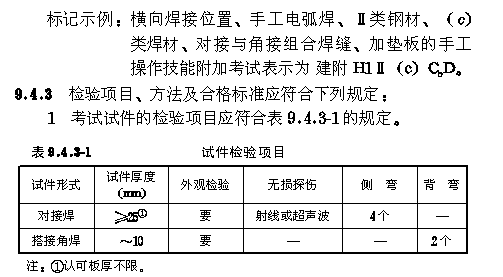 标记示例：横向焊接位置、手工电弧焊、Ⅱ类钢材、(c)
类焊材、对接与角接组合焊缝、加垫板的手工
操作技能附加考试表示为 建附 H1Ⅱ (c) CbD。
9.4.3 检验项目、方法及合格标准应符合下列规定：
1 考试试件的检验项目应符合表9.4.3-1的规定。
表 9.4.3-1 试件检验项目
试件形式 试件厚度(mm) 外观检验 无损探伤 侧 弯 背 弯
对接焊 ≥25① 要 射线或超声波 4个 —
搭接角焊 ～10 要 — — 2个
注：①认可板厚不限。